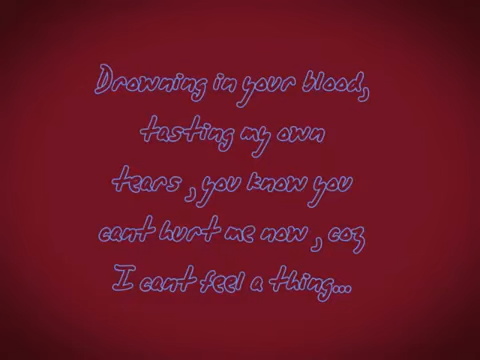 Drowning in your blood,
tasting my own
tears , you know you
cant hurt me now , coz
I cant feel a thing...